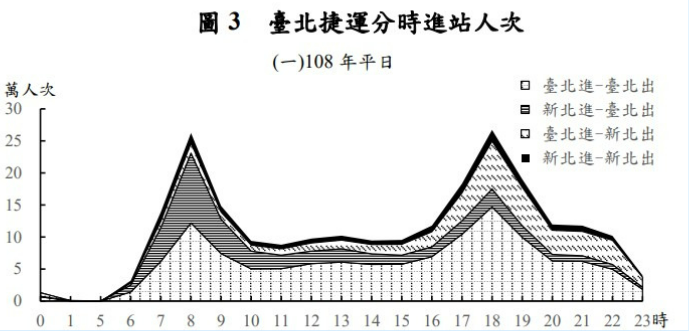 圖 3 臺北捷運分時進站人次
(一)108 年平日
萬人次
臺北進-臺北出
新北進-臺北出
臺北進-新北出
新北進-新北出
30
25
20
15
10
5
0
0 1 5 6 7 8 9 10 11 12 13 14 15 16 17 18 19 20 21 22 23 時